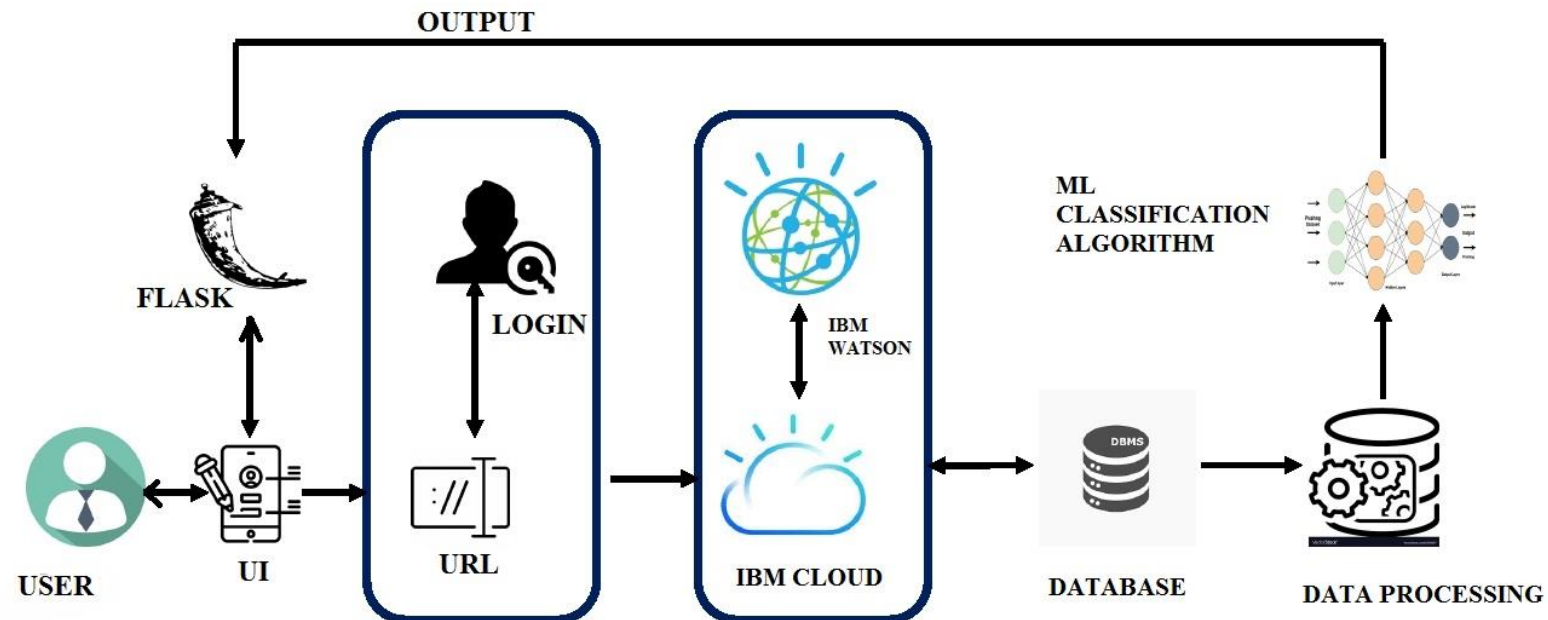 OUTPUT
FLASK
LOGIN
IBM
WATSON
ML
CLASSIFICATION
ALGORITHM
DBMS
://
USER
UI
URL
IBM CLOUD
DATABASE
DATA PROCESSING